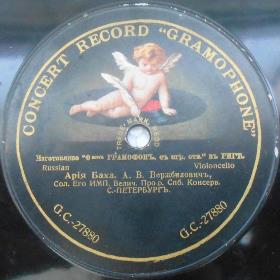 CONCERT RECORD "GRAMOPHONE"
TRADE MARK
Изготовлено "О-вомъ ГРАМОФОНЪ, съ огр. отв." въ РИГѢ.
Russian Violoncello
Арія Баха. А. В. Вержбиловичъ,
Сол. Его ИМП. Велич. Проф. Спб. Консерв.
С.-ПЕТЕРБУРГЪ.
G.C.-27880 G.C.-27880